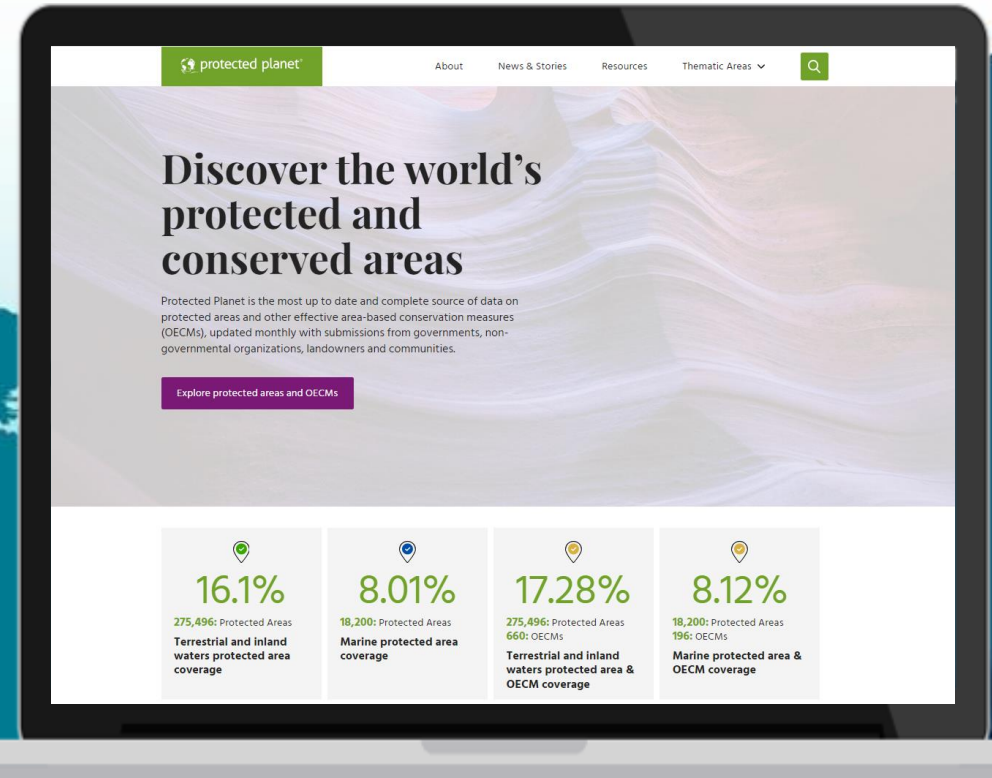 protected planet
About News & Stories Resources Thematic Areas
Discover the world's
protected and
conserved areas
Protected Planet is the most up to date and complete source of data on
protected areas and other effective area-based conservation measures
(OECMs), updated monthly with submissions from governments, non-
governmental organizations, landowners and communities.
Explore protected areas and OECMs
16.1%
275,496: Protected Areas
Terrestrial and inland
waters protected area
coverage
8.01%
18,200: Protected Areas
Marine protected area
coverage
17.28%
275,496: Protected Areas
660: OECMs
Terrestrial and inland
waters protected area &
OECM coverage
8.12%
18,200: Protected Areas
196: OECMs
Marine protected area &
OECM coverage